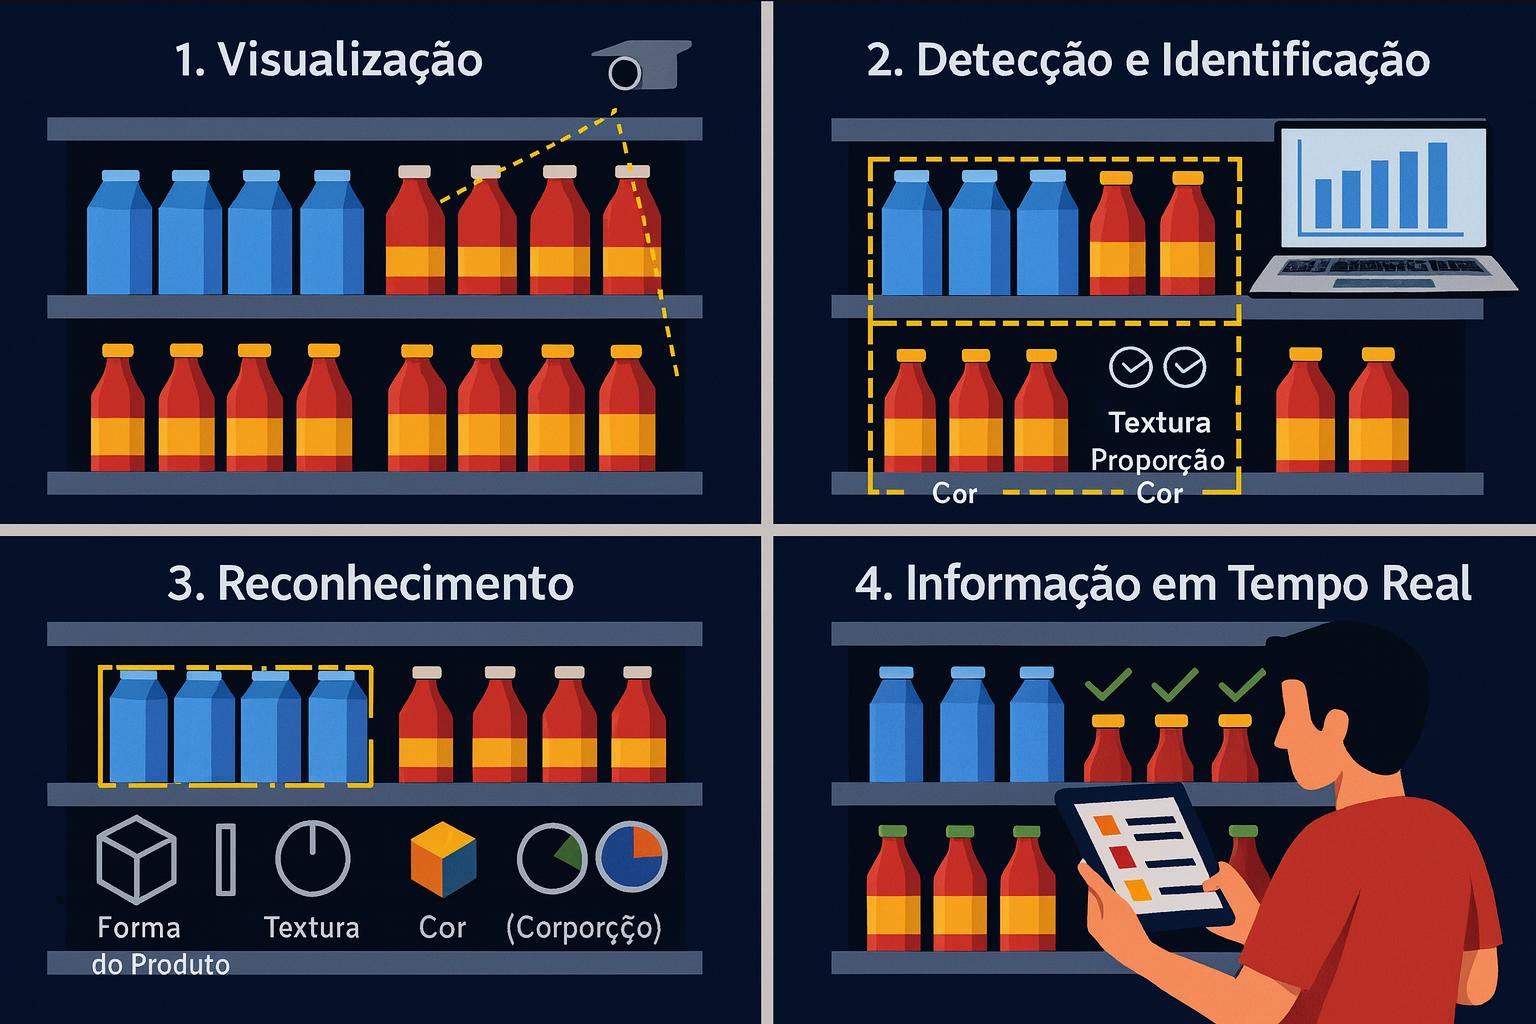 1. Visualização
2. Detecção e Identificação
Textura
Proporção
Cor
Cor
3. Reconhecimento
Forma
do Produto
Textura
Cor
(Corporçção)
4. Informação em Tempo Real